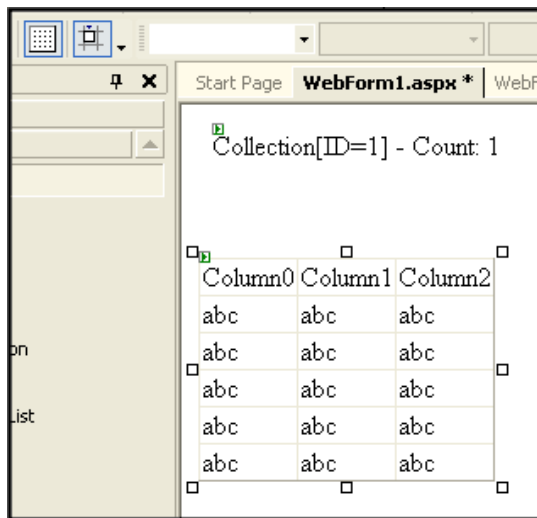 Start Page WebForm1.aspx * WebF
Collection[ID=1] - Count: 1
Column0 Column1 Column2
abc abc abc
abc abc abc
on
abc abc abc
List
abc abc abc
abc abc abc